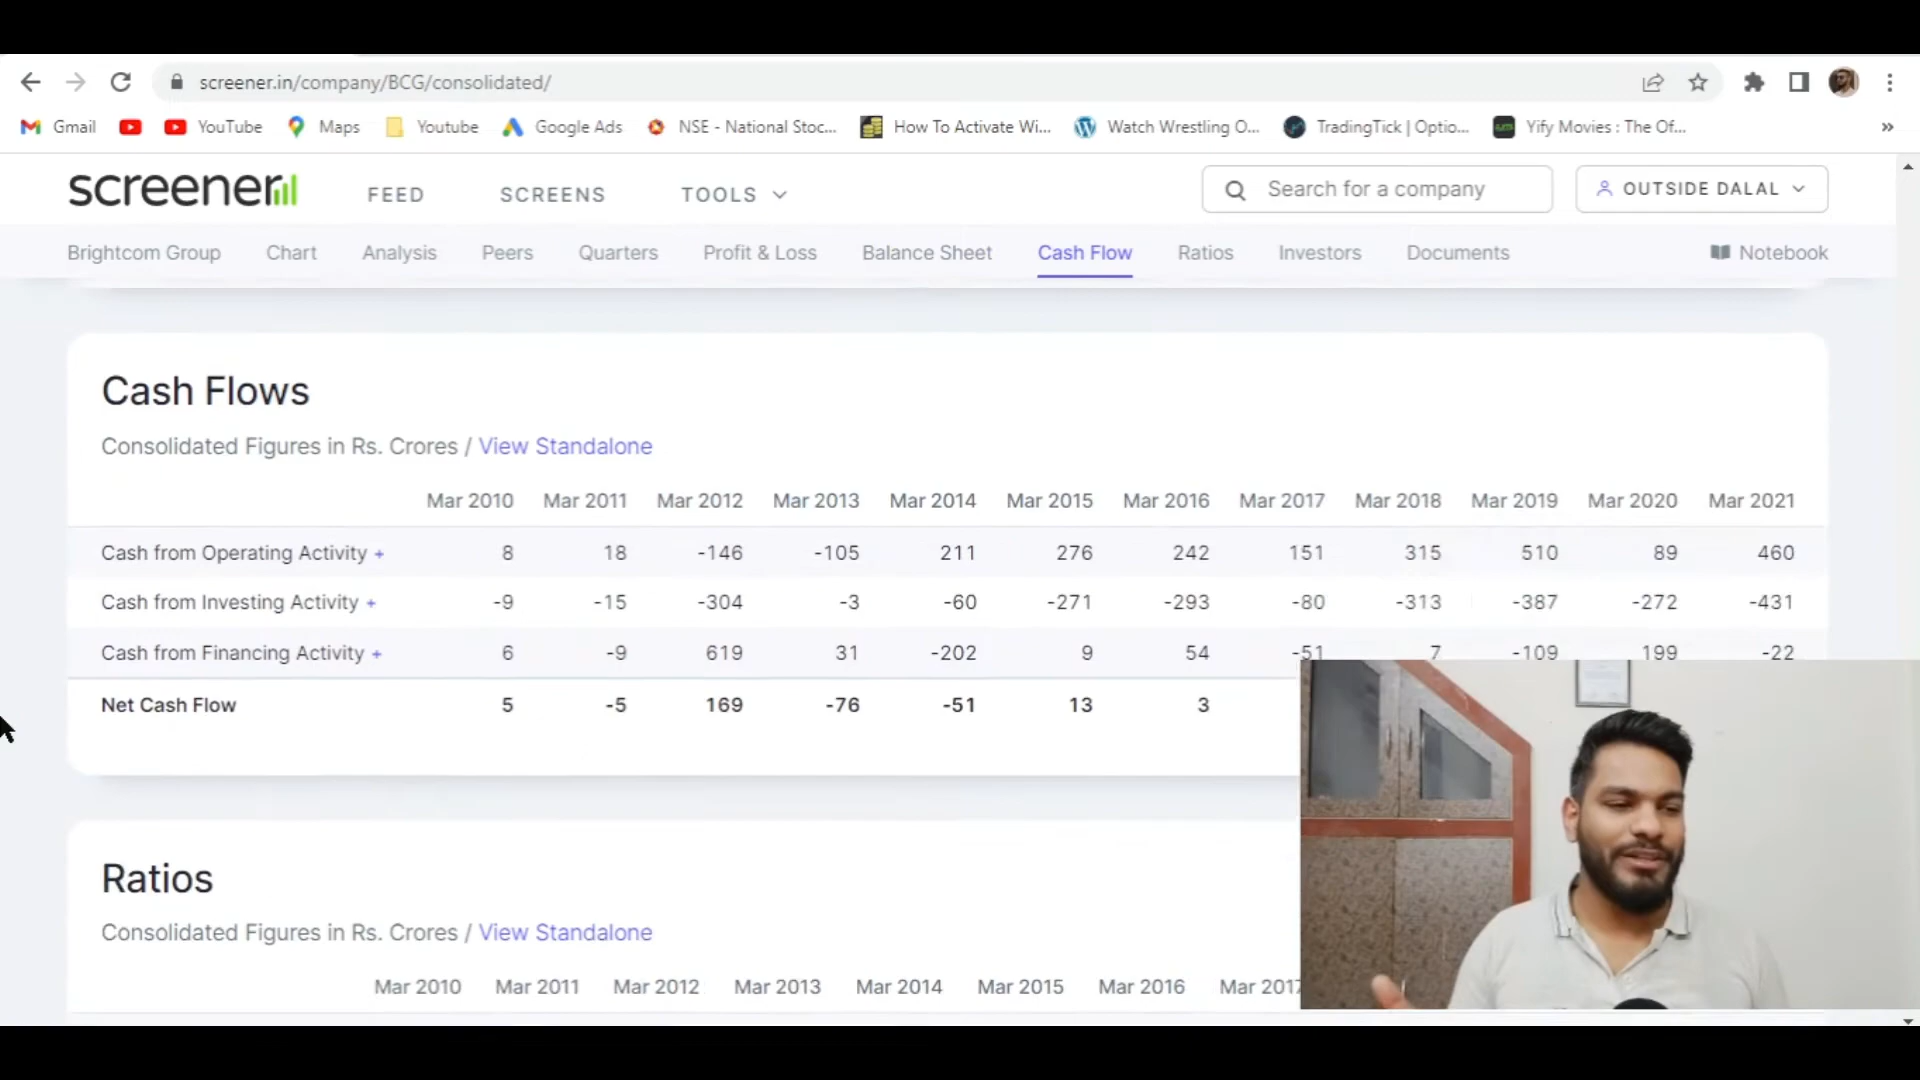 screener.in/company/BCG/consolidated/
Gmail YouTube Maps Youtube Google Ads NSE - National Stoc... How To Activate Wi... Watch Wrestling O... TradingTick | Optio... Yify Movies : The Of... »
screener FEED SCREENS TOOLS Search for a company OUTSIDE DALAL
Brightcom Group Chart Analysis Peers Quarters Profit & Loss Balance Sheet Cash Flow Ratios Investors Documents Notebook
Cash Flows
Consolidated Figures in Rs. Crores / View Standalone
Mar 2010 Mar 2011 Mar 2012 Mar 2013 Mar 2014 Mar 2015 Mar 2016 Mar 2017 Mar 2018 Mar 2019 Mar 2020 Mar 2021
Cash from Operating Activity + 8 18 -146 -105 211 276 242 151 315 510 89 460
Cash from Investing Activity + -9 -15 -304 -3 -60 -271 -293 -80 -313 -387 -272 -431
Cash from Financing Activity + 6 -9 619 31 -202 9 54 -51 7 -109 199 -22
Net Cash Flow 5 -5 169 -76 -51 13 3
Ratios
Consolidated Figures in Rs. Crores / View Standalone
Mar 2010 Mar 2011 Mar 2012 Mar 2013 Mar 2014 Mar 2015 Mar 2016 Mar 2017